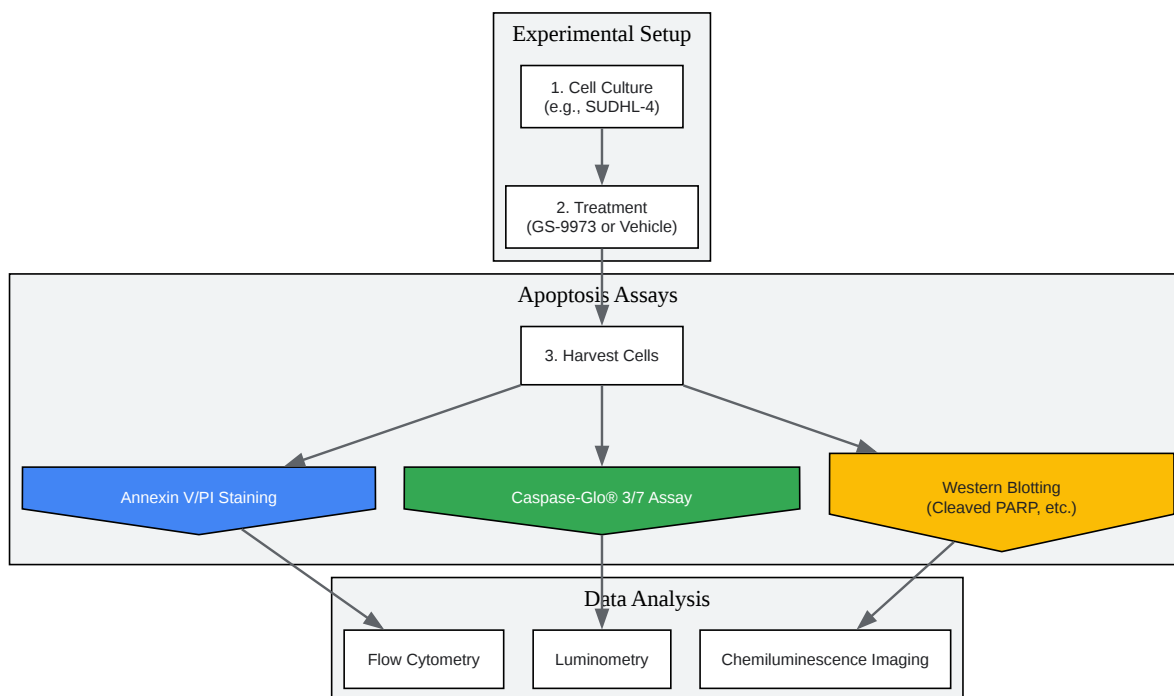 Experimental Setup
1. Cell Culture
(e.g., SUDHL-4)
2. Treatment
(GS-9973 or Vehicle)
Apoptosis Assays
3. Harvest Cells
Annexin V/PI Staining
Caspase-Glo® 3/7 Assay
Western Blotting
(Cleaved PARP, etc.)
Data Analysis
Flow Cytometry
Luminometry
Chemiluminescence Imaging